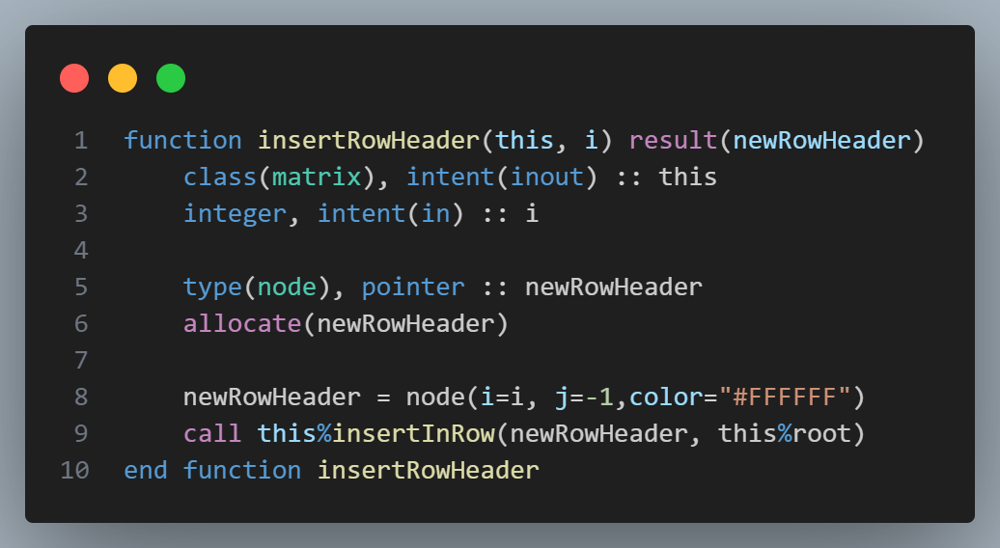 1 function insertRowHeader(this, i) result(newRowHeader)
2     class(matrix), intent(inout) :: this
3     integer, intent(in) :: i
4
5     type(node), pointer :: newRowHeader
6     allocate(newRowHeader)
7
8     newRowHeader = node(i=i, j=-1,color="#FFFFFF")
9     call this%insertInRow(newRowHeader, this%root)
10 end function insertRowHeader